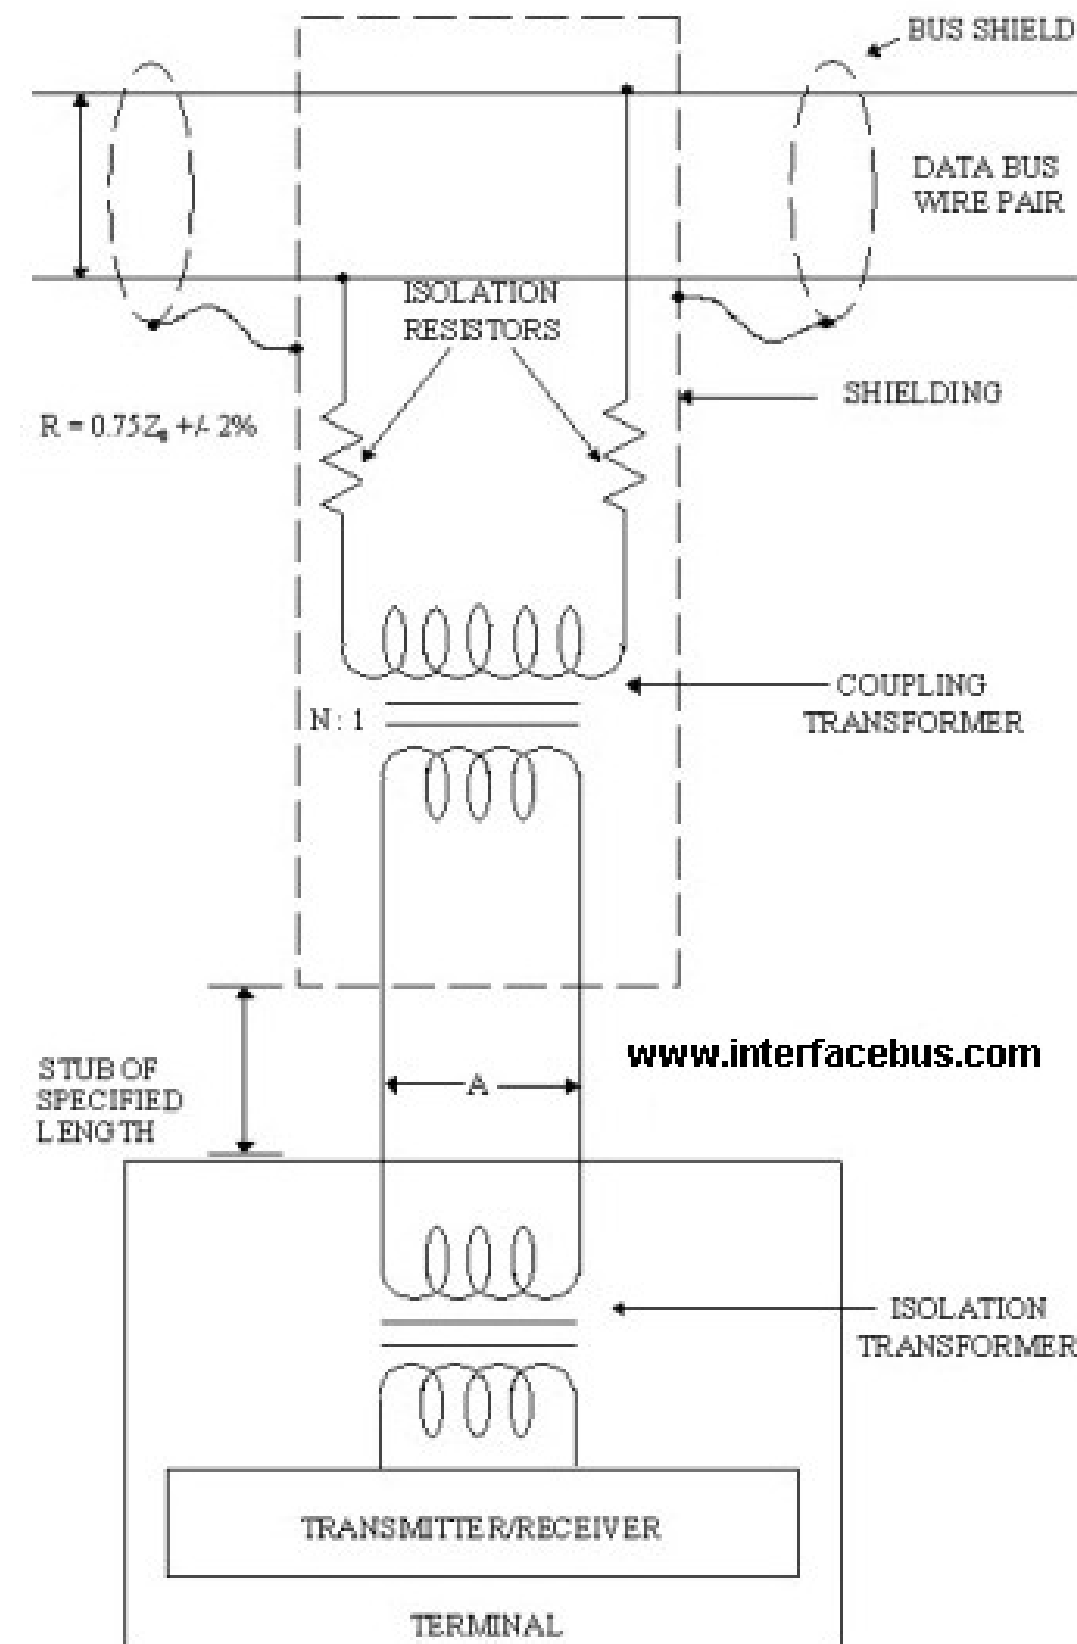 BUS SHIELD
DATA BUS
WIRE PAIR
ISOLATION
RESISTORS
SHIELDING
R = 0.75Z₀ +/- 2%
COUPLING
TRANSFORMER
N : 1
www.interfacebus.com
STUB OF
SPECIFIED
LENGTH
A
ISOLATION
TRANSFORMER
TRANSMITTER/RECEIVER
TERMINAL